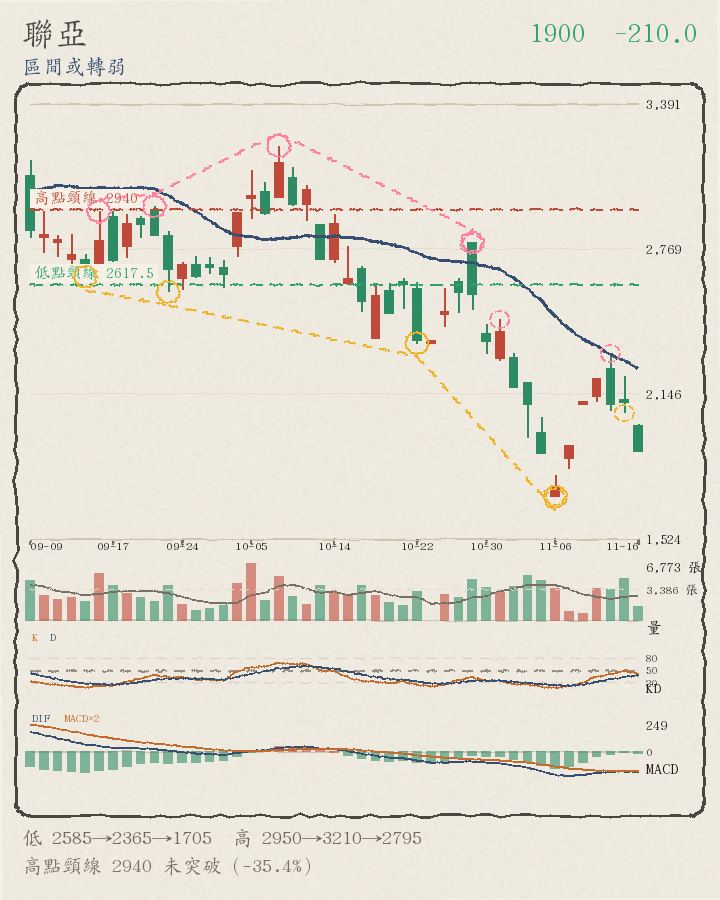 聯亞
1900 -210.0
區間或轉弱
3,391
高點頸線 2940
2,769
低點頸線 2617.5
2,146
1,524
09-09 09-17 09-24 10-05 10-14 10-22 10-30 11-06 11-16
6,773 張
3,386 張
量
K D
80
50
20
KD
DIF MACD×2
249
0
MACD
低 2585→2365→1705 高 2950→3210→2795
高點頸線 2940 未突破 (-35.4%)